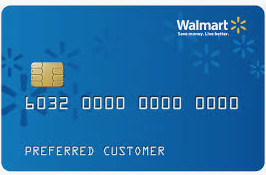 Walmart
Save money. Live better.
6032 0000 0000 0000
PREFERRED CUSTOMER